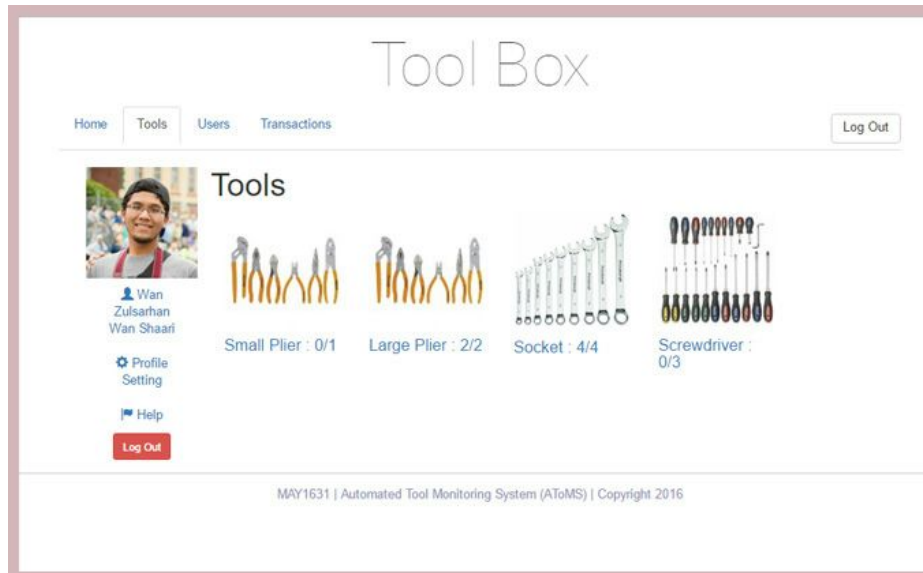 Tool Box
Home Tools Users Transactions Log Out
Tools
Wan
Zulsarhan
Wan Shaari
Profile
Setting
Help
Log Out
Small Plier : 0/1
Large Plier : 2/2
Socket : 4/4
Screwdriver :
0/3
MAY1631 | Automated Tool Monitoring System (AToMS) | Copyright 2016